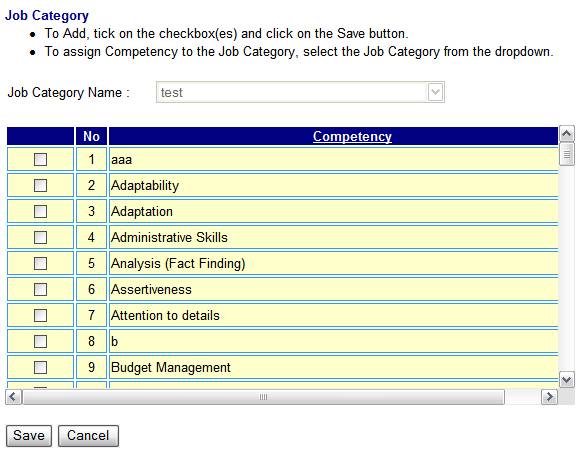 Job Category
• To Add, tick on the checkbox(es) and click on the Save button.
• To assign Competency to the Job Category, select the Job Category from the dropdown.
Job Category Name : test
No Competency
1 aaa
2 Adaptability
3 Adaptation
4 Administrative Skills
5 Analysis (Fact Finding)
6 Assertiveness
7 Attention to details
8 b
9 Budget Management
Save Cancel